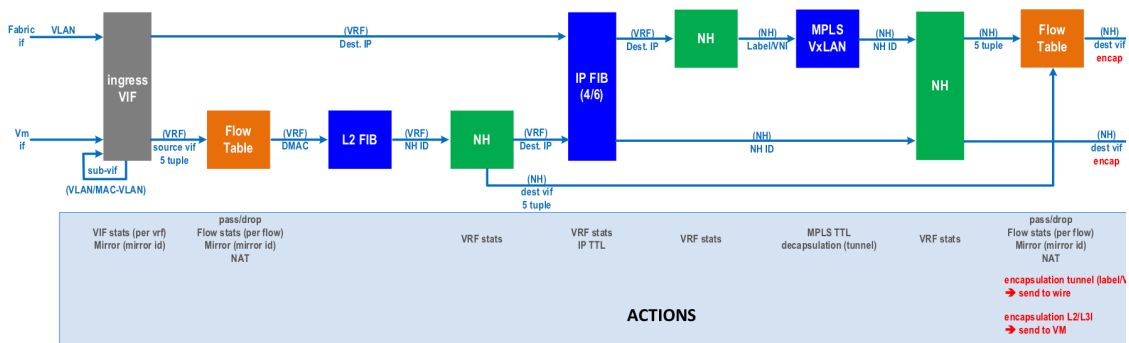 Fabric
if
VLAN
ingress
VIF
(VRF)
Dest. IP
IP FIB
(4/6)
(VRF)
Dest. IP
NH
(NH)
Label/VNI
MPLS
VxLAN
(NH)
NH ID
NH
(NH)
5 tuple
Flow
Table
(NH)
dest vif
encap
Vm
if
sub-vif
(VLAN/MAC-VLAN)
(VRF)
source vif
5 tuple
Flow
Table
(VRF)
DMAC
L2 FIB
(VRF)
NH ID
NH
(VRF)
Dest. IP
(NH)
NH ID
(NH)
dest vif
encap
(NH)
dest vif
5 tuple
VIF stats (per vrf)
Mirror (mirror id)
pass/drop
Flow stats (per flow)
Mirror (mirror id)
NAT
VRF stats
VRF stats
IP TTL
VRF stats
MPLS TTL
decapsulation (tunnel)
VRF stats
pass/drop
Flow stats (per flow)
Mirror (mirror id)
NAT
encapsulation tunnel (label/V
➔ send to wire
encapsulation L2/L3l
➔ send to VM
ACTIONS